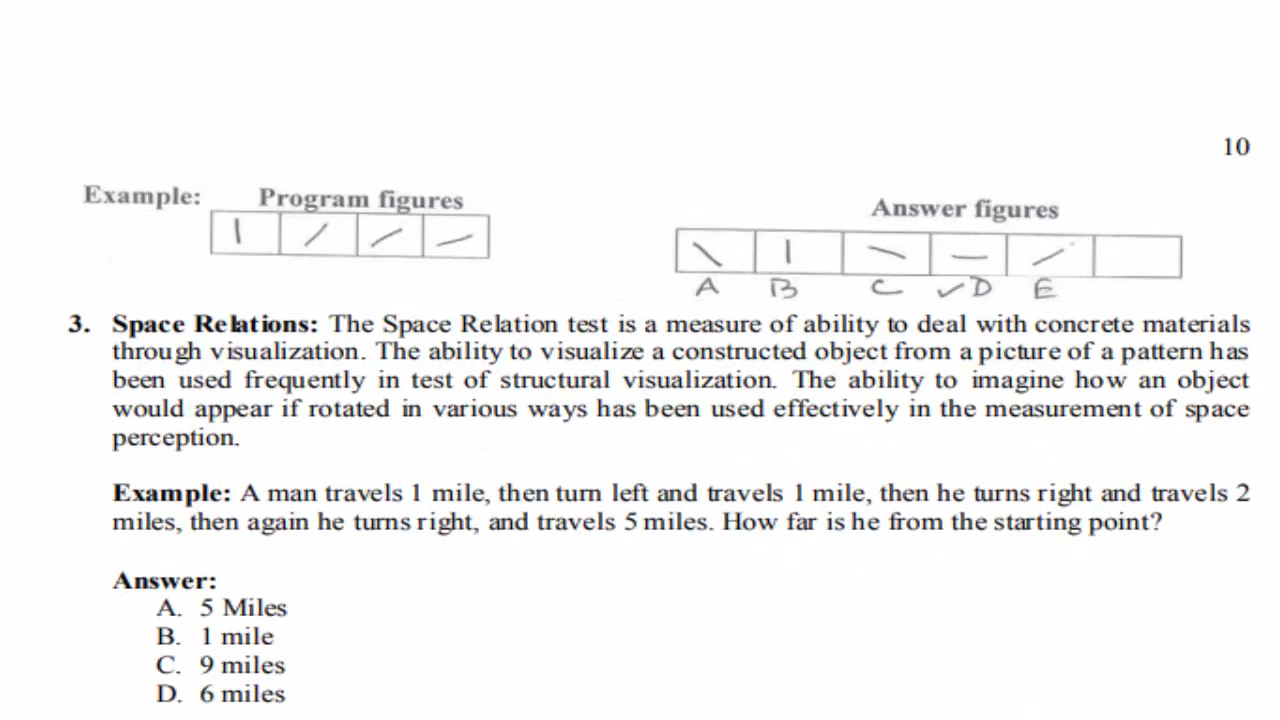 10
Example: Program figures
Answer figures
A B C ✓D E
3. Space Relations: The Space Relation test is a measure of ability to deal with concrete materials
through visualization. The ability to visualize a constructed object from a picture of a pattern has
been used frequently in test of structural visualization. The ability to imagine how an object
would appear if rotated in various ways has been used effectively in the measurement of space
perception.
Example: A man travels 1 mile, then turn left and travels 1 mile, then he turns right and travels 2
miles, then again he turns right, and travels 5 miles. How far is he from the starting point?
Answer:
A. 5 Miles
B. 1 mile
C. 9 miles
D. 6 miles